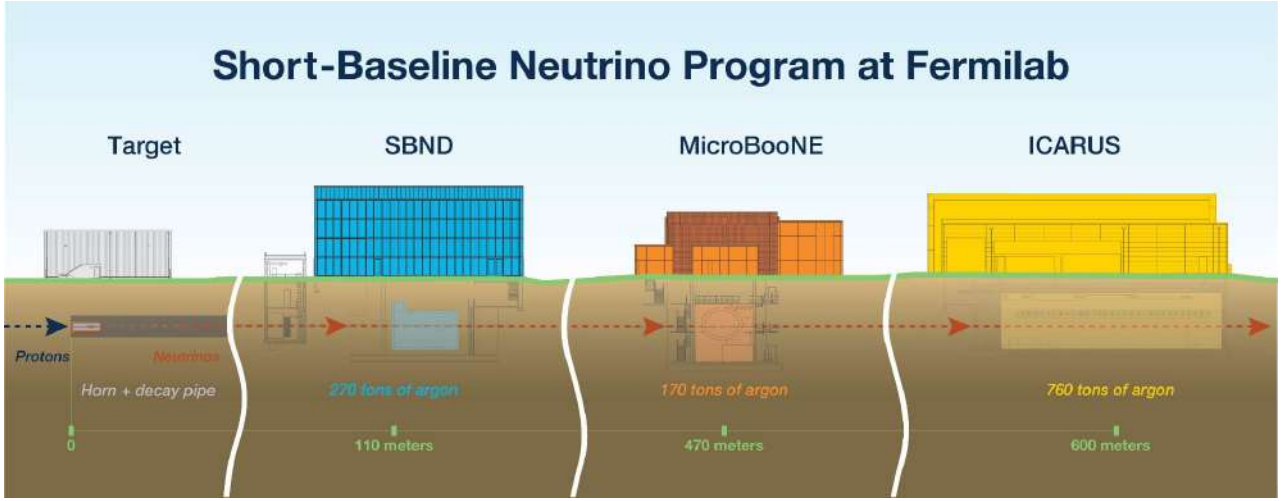 Short-Baseline Neutrino Program at Fermilab
Target
SBND
MicroBooNE
ICARUS
Protons
Neutrinos
Horn + decay pipe
270 tons of argon
170 tons of argon
760 tons of argon
0
110 meters
470 meters
600 meters